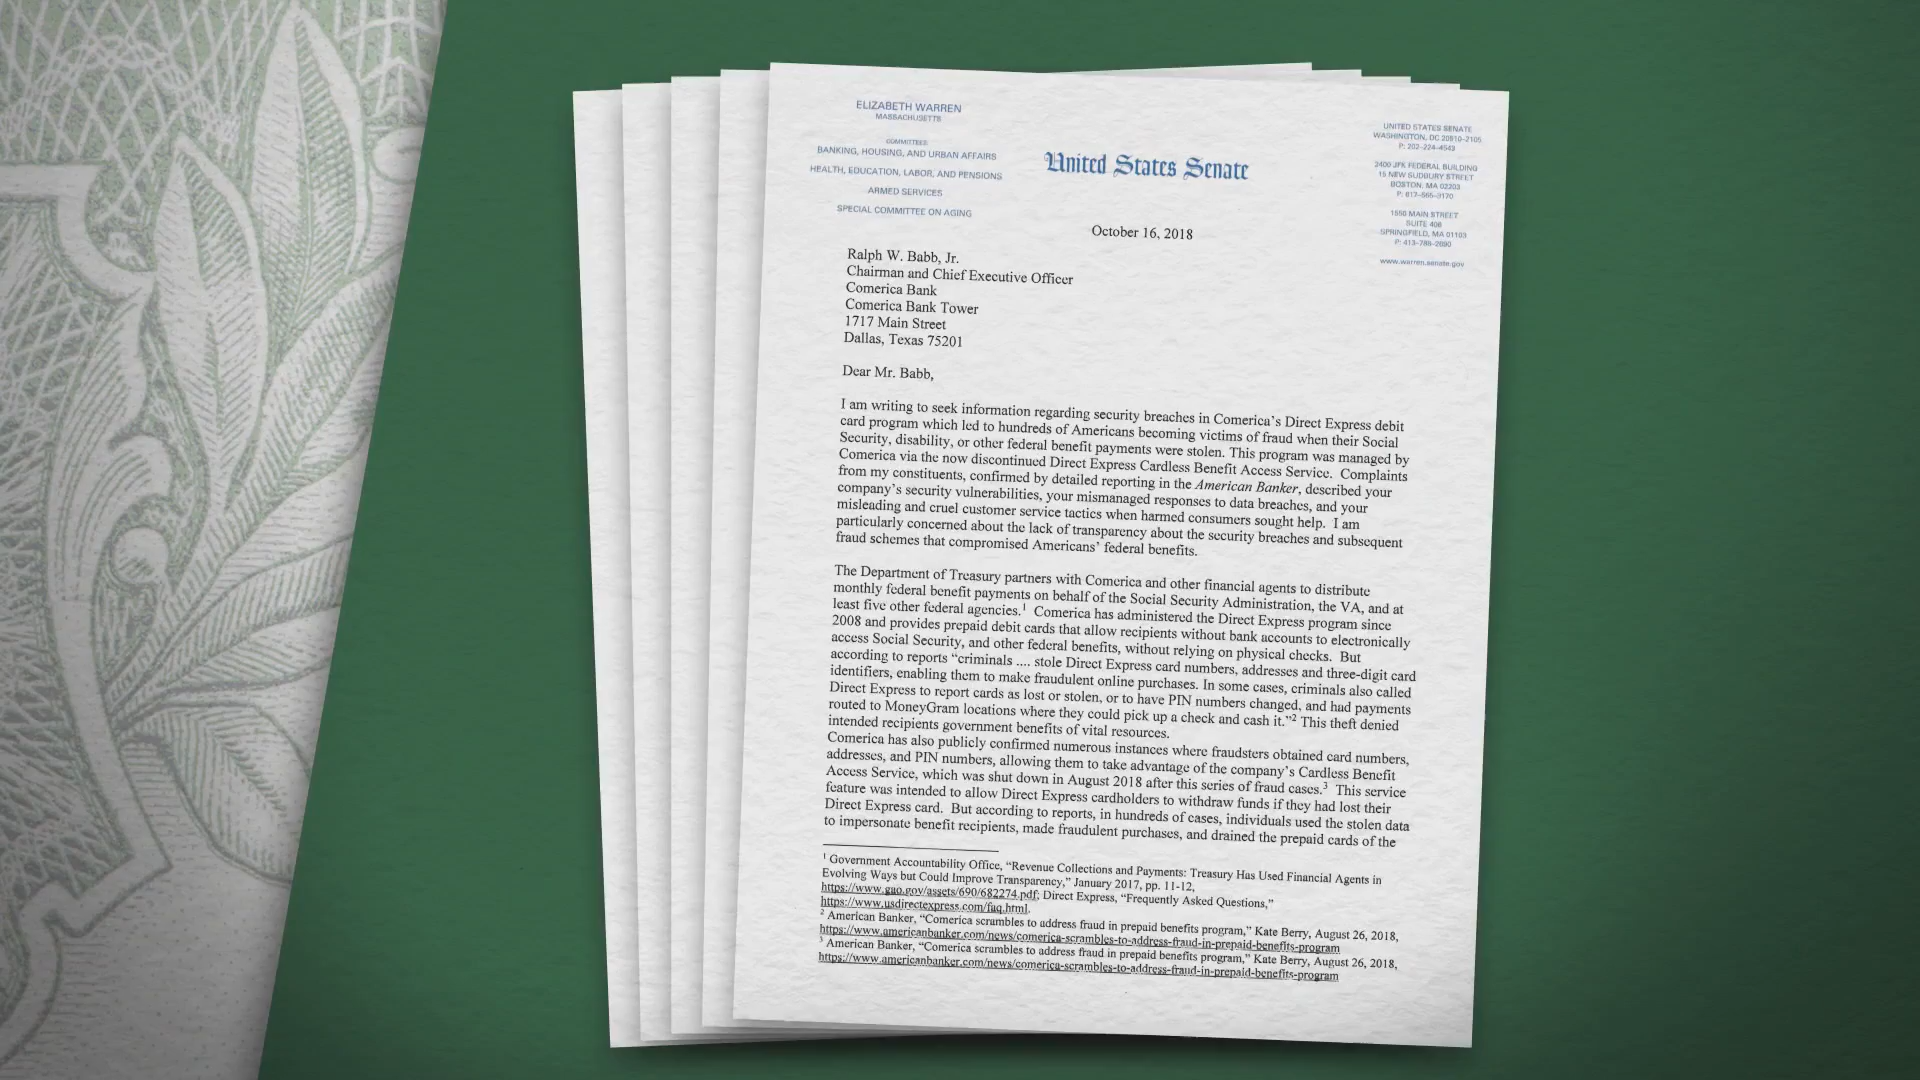 ELIZABETH WARREN
MASSACHUSETTS
COMMITTEES:
BANKING, HOUSING, AND URBAN AFFAIRS
HEALTH, EDUCATION, LABOR, AND PENSIONS
ARMED SERVICES
SPECIAL COMMITTEE ON AGING
United States Senate
UNITED STATES SENATE
WASHINGTON, DC 20510–2105
P: 202–224–4543
2400 JFK FEDERAL BUILDING
15 NEW SUDBURY STREET
BOSTON, MA 02203
P: 617–565–3170
1550 MAIN STREET
SUITE 406
SPRINGFIELD, MA 01103
P: 413–788–2690
www.warren.senate.gov
October 16, 2018
Ralph W. Babb, Jr.
Chairman and Chief Executive Officer
Comerica Bank
Comerica Bank Tower
1717 Main Street
Dallas, Texas 75201
Dear Mr. Babb,
I am writing to seek information regarding security breaches in Comerica’s Direct Express debit
card program which led to hundreds of Americans becoming victims of fraud when their Social
Security, disability, or other federal benefit payments were stolen. This program was managed by
Comerica via the now discontinued Direct Express Cardless Benefit Access Service.  Complaints
from my constituents, confirmed by detailed reporting in the American Banker, described your
company’s security vulnerabilities, your mismanaged responses to data breaches, and your
misleading and cruel customer service tactics when harmed consumers sought help.  I am
particularly concerned about the lack of transparency about the security breaches and subsequent
fraud schemes that compromised Americans’ federal benefits.
The Department of Treasury partners with Comerica and other financial agents to distribute
monthly federal benefit payments on behalf of the Social Security Administration, the VA, and at
least five other federal agencies.1  Comerica has administered the Direct Express program since
2008 and provides prepaid debit cards that allow recipients without bank accounts to electronically
access Social Security, and other federal benefits, without relying on physical checks.  But
according to reports “criminals .... stole Direct Express card numbers, addresses and three-digit card
identifiers, enabling them to make fraudulent online purchases. In some cases, criminals also called
Direct Express to report cards as lost or stolen, or to have PIN numbers changed, and had payments
routed to MoneyGram locations where they could pick up a check and cash it.”2 This theft denied
intended recipients government benefits of vital resources.
Comerica has also publicly confirmed numerous instances where fraudsters obtained card numbers,
addresses, and PIN numbers, allowing them to take advantage of the company’s Cardless Benefit
Access Service, which was shut down in August 2018 after this series of fraud cases.3  This service
feature was intended to allow Direct Express cardholders to withdraw funds if they had lost their
Direct Express card.  But according to reports, in hundreds of cases, individuals used the stolen data
to impersonate benefit recipients, made fraudulent purchases, and drained the prepaid cards of the
1 Government Accountability Office, “Revenue Collections and Payments: Treasury Has Used Financial Agents in
Evolving Ways but Could Improve Transparency,” January 2017, pp. 11-12,
https://www.gao.gov/assets/690/682274.pdf; Direct Express, “Frequently Asked Questions,”
https://www.usdirectexpress.com/faq.html.
2 American Banker, “Comerica scrambles to address fraud in prepaid benefits program,” Kate Berry, August 26, 2018,
https://www.americanbanker.com/news/comerica-scrambles-to-address-fraud-in-prepaid-benefits-program
3 American Banker, “Comerica scrambles to address fraud in prepaid benefits program,” Kate Berry, August 26, 2018,
https://www.americanbanker.com/news/comerica-scrambles-to-address-fraud-in-prepaid-benefits-program